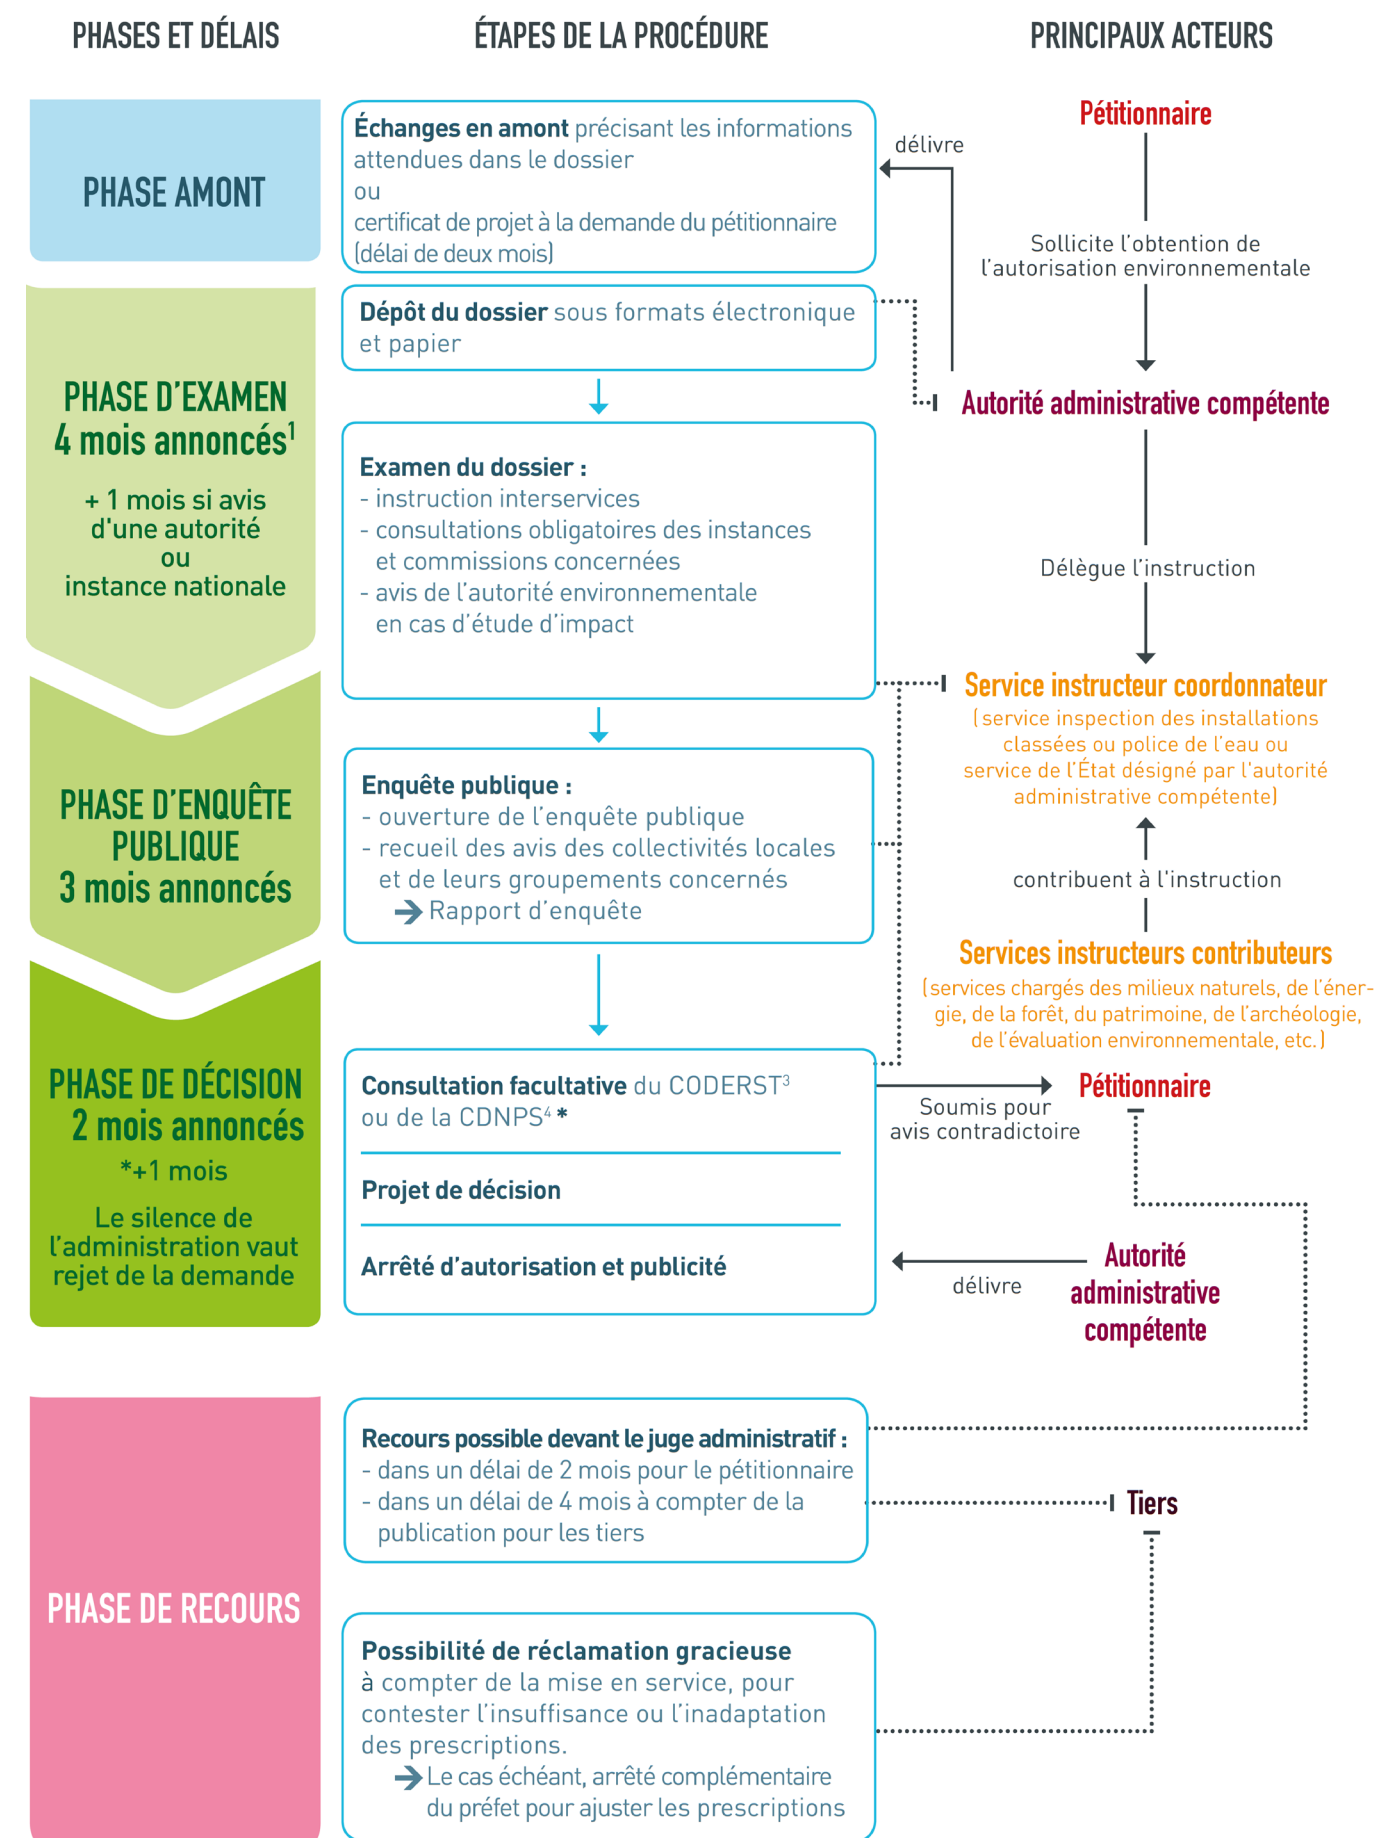 PHASES ET DÉLAIS
ÉTAPES DE LA PROCÉDURE
PRINCIPAUX ACTEURS
PHASE AMONT
Échanges en amont précisant les informations
attendues dans le dossier
ou
certificat de projet à la demande du pétitionnaire
(délai de deux mois)
délivre
Pétitionnaire
Sollicite l’obtention de
l’autorisation environnementale
PHASE D’EXAMEN
4 mois annoncés¹
+ 1 mois si avis
d'une autorité
ou
instance nationale
Dépôt du dossier sous formats électronique
et papier
Autorité administrative compétente
Examen du dossier :
- instruction interservices
- consultations obligatoires des instances
et commissions concernées
- avis de l’autorité environnementale
en cas d’étude d’impact
Délègue l’instruction
Service instructeur coordonnateur
(service inspection des installations
classées ou police de l’eau ou
service de l’État désigné par l'autorité
administrative compétente)
PHASE D’ENQUÊTE
PUBLIQUE
3 mois annoncés
Enquête publique :
- ouverture de l’enquête publique
- recueil des avis des collectivités locales
et de leurs groupements concernés
→ Rapport d’enquête
contribuent à l'instruction
Services instructeurs contributeurs
(services chargés des milieux naturels, de l’éner-
gie, de la forêt, du patrimoine, de l’archéologie,
de l’évaluation environnementale, etc.)
PHASE DE DÉCISION
2 mois annoncés
*+1 mois
Le silence de
l’administration vaut
rejet de la demande
Consultation facultative du CODERST³
ou de la CDNPS⁴ *
Projet de décision
Arrêté d’autorisation et publicité
Soumis pour
avis contradictoire
Pétitionnaire
délivre
Autorité
administrative
compétente
PHASE DE RECOURS
Recours possible devant le juge administratif :
- dans un délai de 2 mois pour le pétitionnaire
- dans un délai de 4 mois à compter de la
publication pour les tiers
Tiers
Possibilité de réclamation gracieuse
à compter de la mise en service, pour
contester l’insuffisance ou l’inadaptation
des prescriptions.
→ Le cas échéant, arrêté complémentaire
du préfet pour ajuster les prescriptions